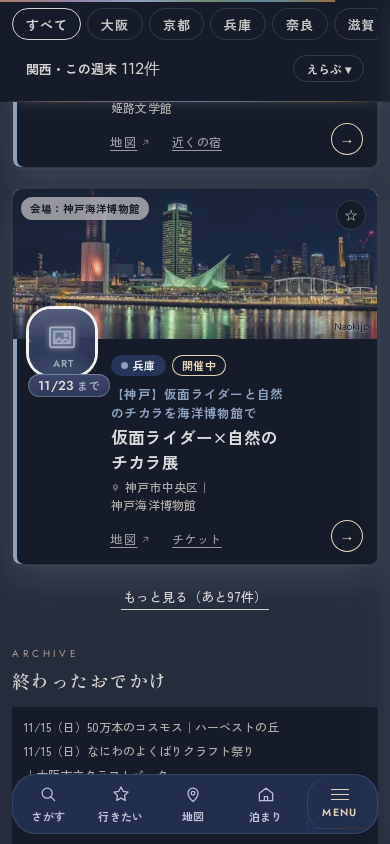 すべて
大阪
京都
兵庫
奈良
滋賀
関西・この週末 112件
えらぶ ▾
姫路文学館
地図 ↗
近くの宿
→
会場：神戸海洋博物館
☆
Naokijp
ART
11/23 まで
兵庫
開催中
【神戸】仮面ライダーと自然
のチカラを海洋博物館で
仮面ライダー×自然の
チカラ展
神戸市中央区｜
神戸海洋博物館
地図 ↗
チケット
→
もっと見る（あと97件）
ARCHIVE
終わったおでかけ
11/15（日）50万本のコスモス｜ハーベストの丘
11/15（日）なにわのよくばりクラフト祭り
さがす
行きたい
地図
泊まり
MENU